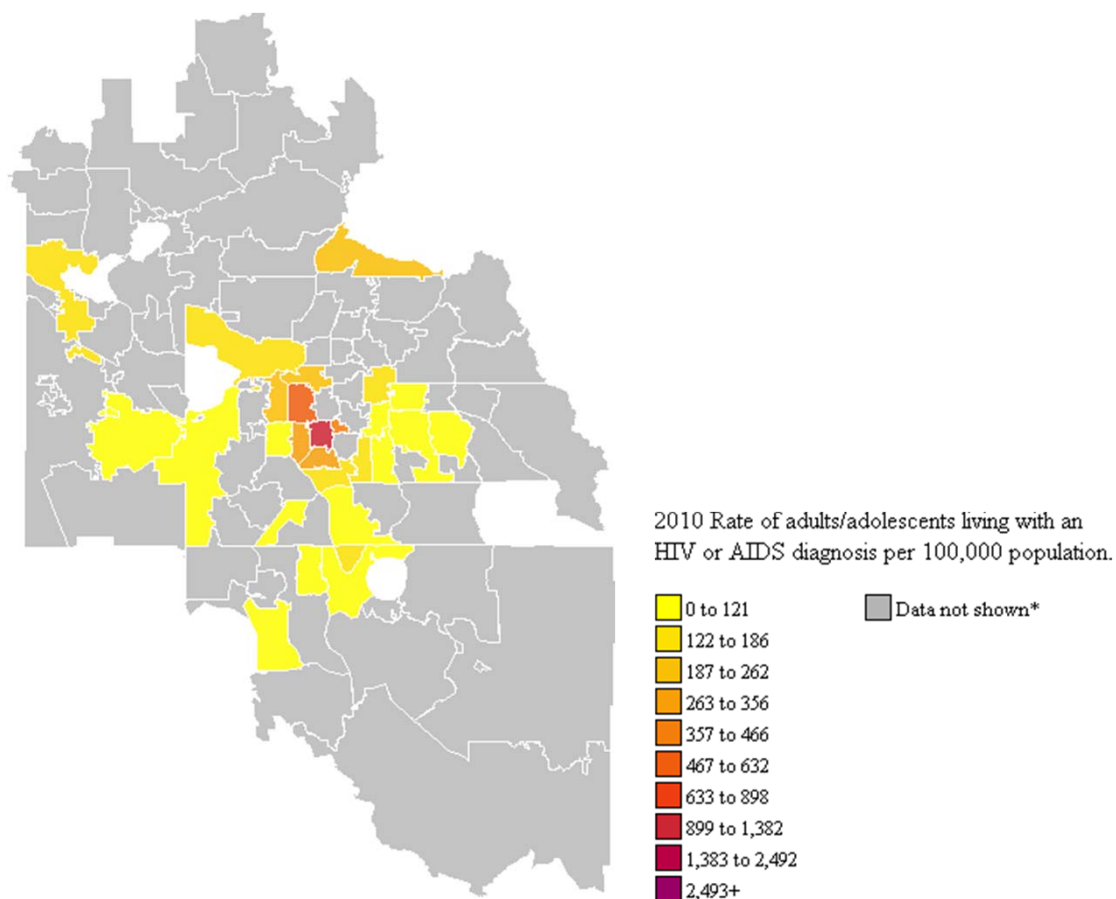 2010 Rate of adults/adolescents living with an
HIV or AIDS diagnosis per 100,000 population.
0 to 121
122 to 186
187 to 262
263 to 356
357 to 466
467 to 632
633 to 898
899 to 1,382
1,383 to 2,492
2,493+
Data not shown*